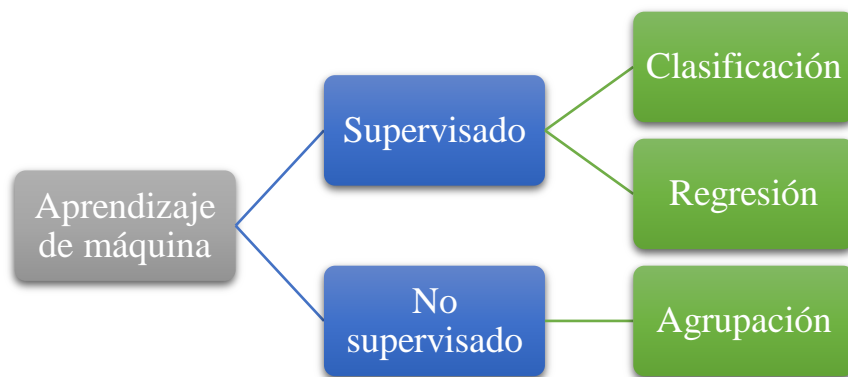 Aprendizaje
de máquina
Supervisado
Clasificación
Regresión
No
supervisado
Agrupación